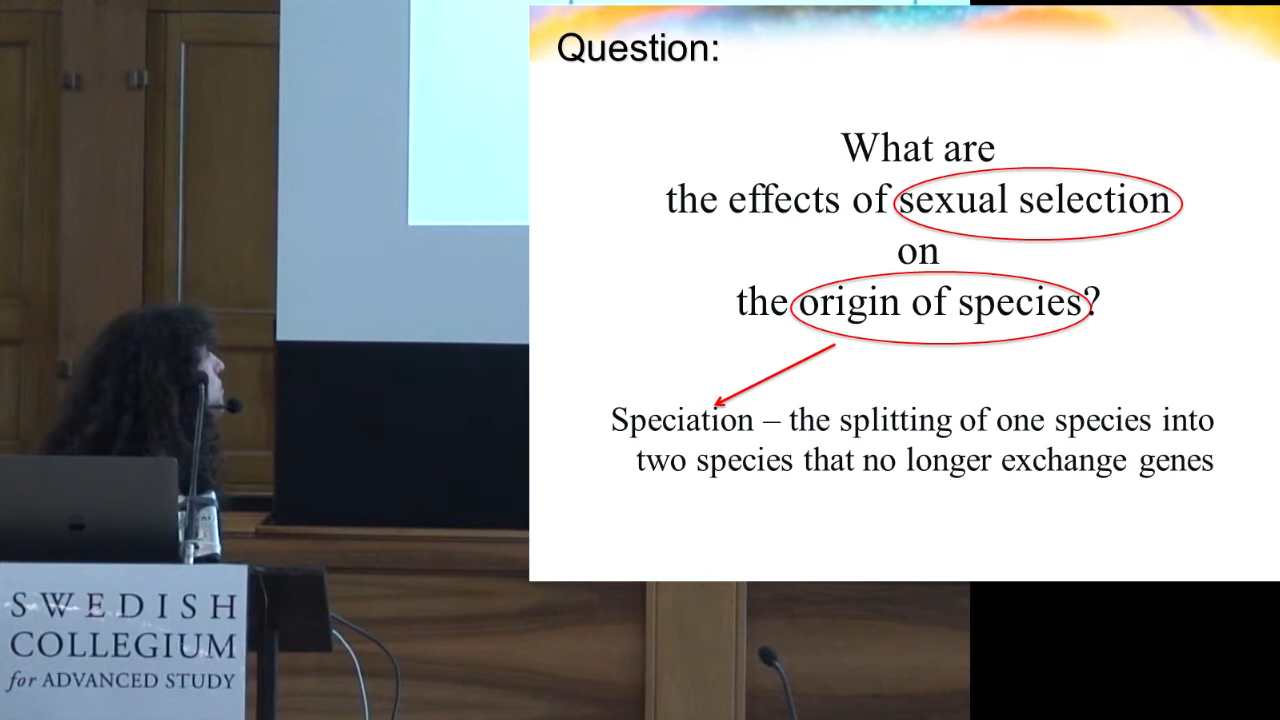 Question:
What are
the effects of sexual selection
on
the origin of species?
Speciation – the splitting of one species into
two species that no longer exchange genes
SWEDISH
COLLEGIUM
for ADVANCED STUDY